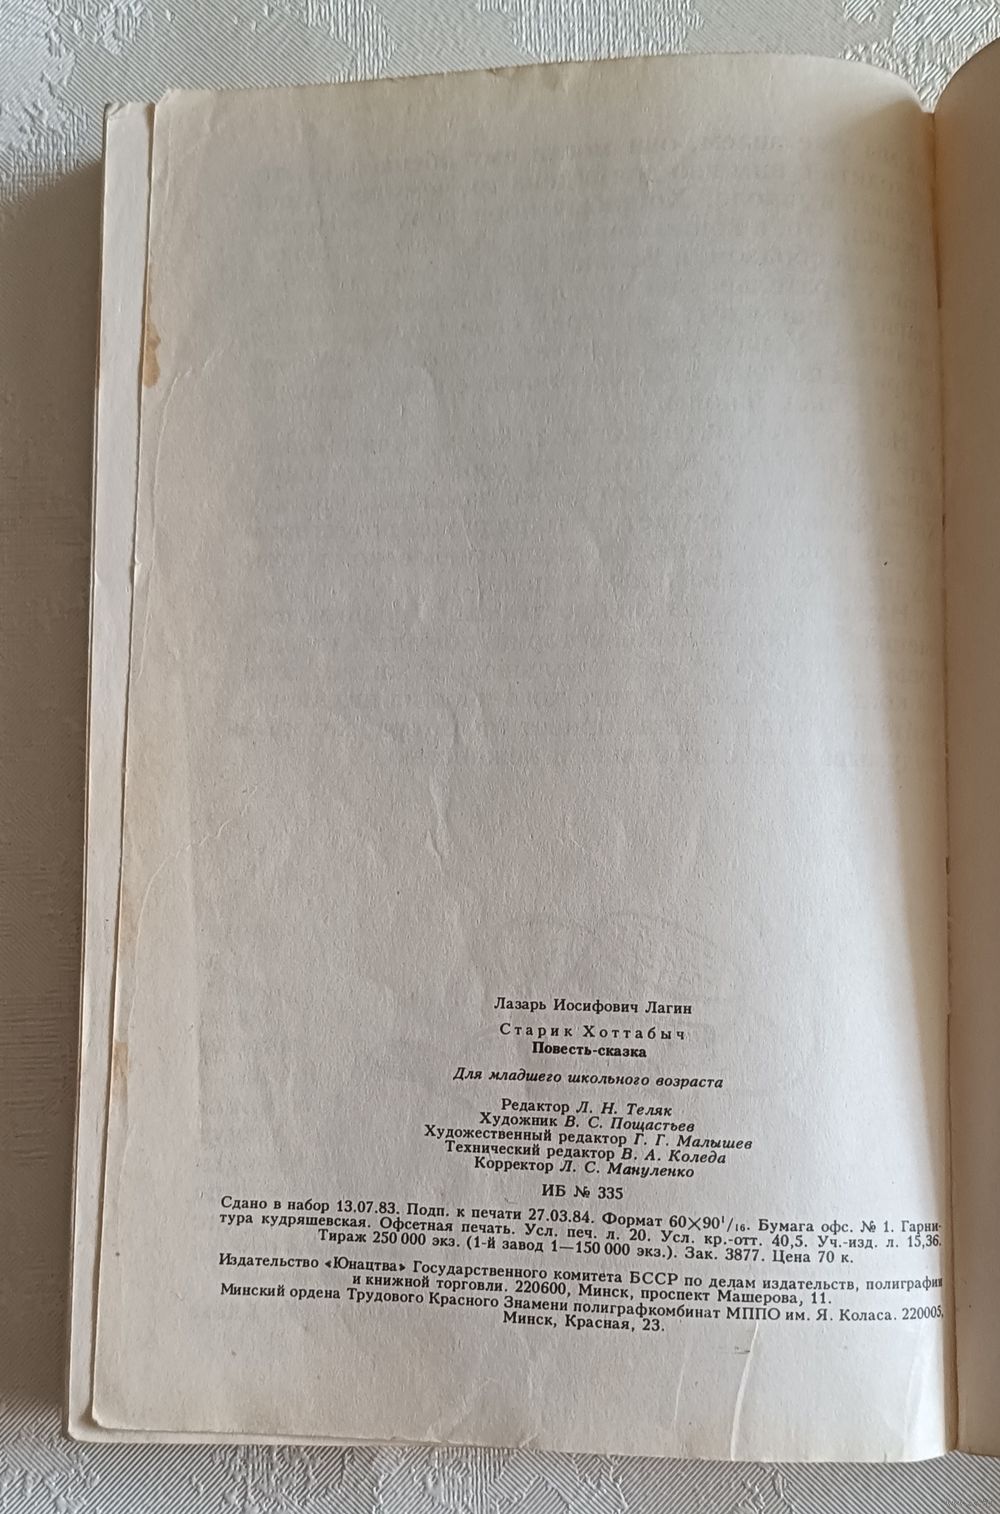 Лазарь Иосифович Лагин
Старик Хоттабыч
Повесть-сказка
Для младшего школьного возраста
Редактор Л. Н. Теляк
Художник В. С. Пощастьев
Художественный редактор Г. Г. Малышев
Технический редактор В. А. Коледа
Корректор Л. С. Мануленко
ИБ № 335
Сдано в набор 13.07.83. Подп. к печати 27.03.84. Формат 60×90¹/₁₆. Бумага офс. № 1. Гарни-
тура кудряшевская. Офсетная печать. Усл. печ. л. 20. Усл. кр.-отт. 40,5. Уч.-изд. л. 15,36.
Тираж 250 000 экз. (1-й завод 1—150 000 экз.). Зак. 3877. Цена 70 к.
Издательство «Юнацтва» Государственного комитета БССР по делам издательств, полиграфии
и книжной торговли. 220600, Минск, проспект Машерова, 11.
Минский ордена Трудового Красного Знамени полиграфкомбинат МППО им. Я. Коласа. 220005,
Минск, Красная, 23.